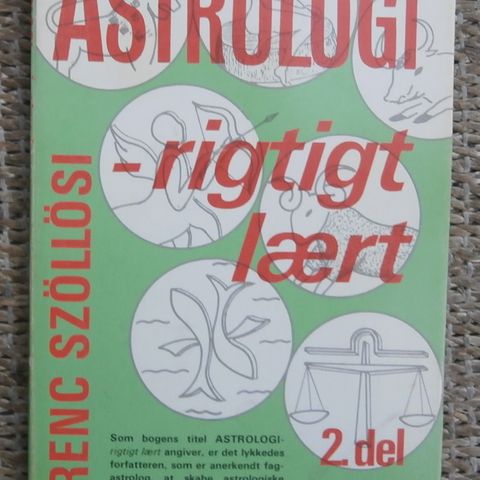 ASTROLOGI
-rigtigt
lært
RENC SZÖLLÖSI
Som bogens titel ASTROLOGI-
rigtigt lært angiver, er det lykkedes
forfatteren, som er anerkendt fag-
astrolog, at skabe astrologiske
2. del